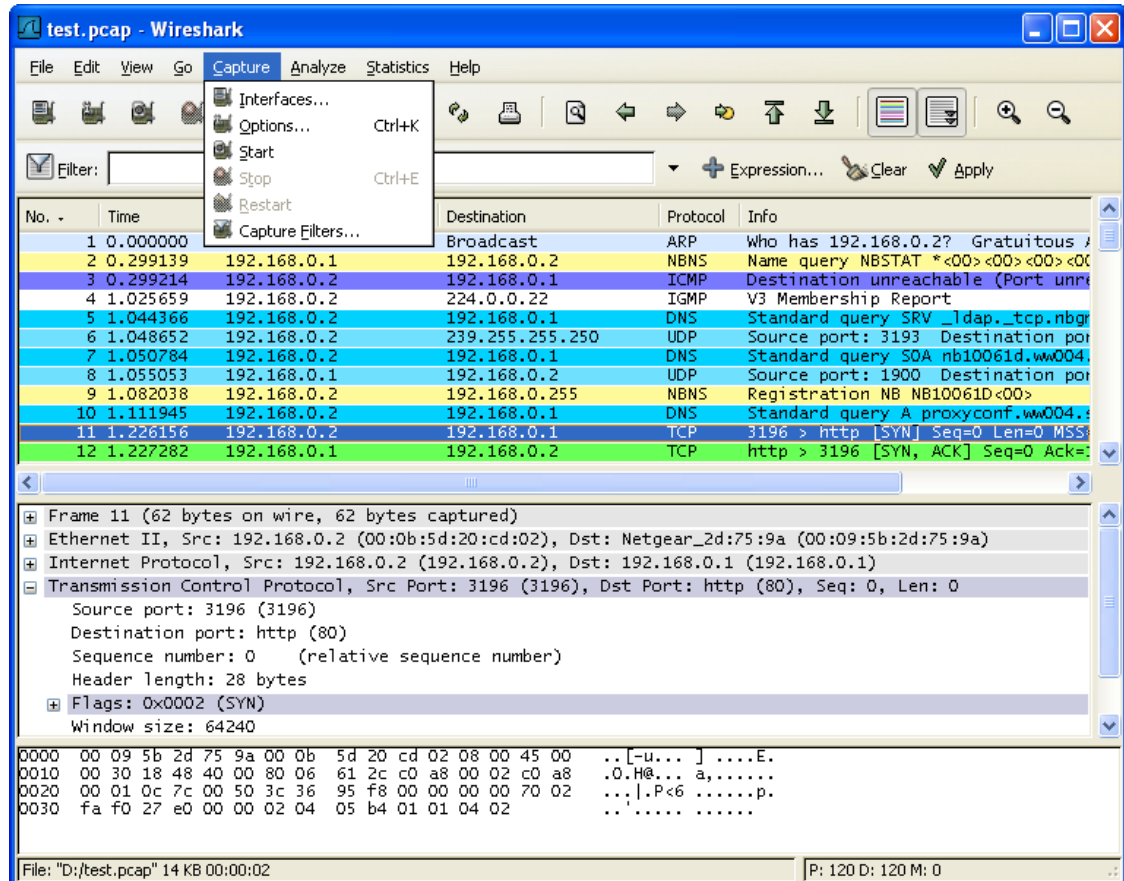 test.pcap - Wireshark
File Edit View Go Capture Analyze Statistics Help
Interfaces...
Options... Ctrl+K
Start
Stop Ctrl+E
Restart
Capture Filters...
Filter: Expression... Clear Apply
No. Time Destination Protocol Info
1 0.000000 Broadcast ARP Who has 192.168.0.2? Gratuitous
2 0.299139 192.168.0.1 192.168.0.2 NBNS Name query NBSTAT *<00><00><00><00
3 0.299214 192.168.0.2 192.168.0.1 ICMP Destination unreachable (Port unre
4 1.025659 192.168.0.2 224.0.0.22 IGMP V3 Membership Report
5 1.044366 192.168.0.2 192.168.0.1 DNS Standard query SRV _ldap._tcp.nbgm
6 1.048652 192.168.0.2 239.255.255.250 UDP Source port: 3193 Destination por
7 1.050784 192.168.0.2 192.168.0.1 DNS Standard query SOA nb10061d.ww004.
8 1.055053 192.168.0.1 192.168.0.2 UDP Source port: 1900 Destination por
9 1.082038 192.168.0.2 192.168.0.255 NBNS Registration NB NB10061D<00>
10 1.111945 192.168.0.2 192.168.0.1 DNS Standard query A proxyconf.ww004.s
11 1.226156 192.168.0.2 192.168.0.1 TCP 3196 > http [SYN] Seq=0 Len=0 MSS
12 1.227282 192.168.0.1 192.168.0.2 TCP http > 3196 [SYN, ACK] Seq=0 Ack=1
Frame 11 (62 bytes on wire, 62 bytes captured)
Ethernet II, Src: 192.168.0.2 (00:0b:5d:20:cd:02), Dst: Netgear_2d:75:9a (00:09:5b:2d:75:9a)
Internet Protocol, Src: 192.168.0.2 (192.168.0.2), Dst: 192.168.0.1 (192.168.0.1)
Transmission Control Protocol, Src Port: 3196 (3196), Dst Port: http (80), Seq: 0, Len: 0
Source port: 3196 (3196)
Destination port: http (80)
Sequence number: 0 (relative sequence number)
Header length: 28 bytes
Flags: 0x0002 (SYN)
Window size: 64240
0000 00 09 5b 2d 75 9a 00 0b 5d 20 cd 02 08 00 45 00 ..[-u... ] ....E.
0010 00 30 18 48 40 00 80 06 61 2c c0 a8 00 02 c0 a8 .0.H@... a,......
0020 00 01 0c 7c 00 50 3c 36 95 f8 00 00 00 00 70 02 ...|.P<6 ......p.
0030 fa f0 27 e0 00 00 02 04 05 b4 01 01 04 02 ..'..... ......
File: "D:/test.pcap" 14 KB 00:00:02 P: 120 D: 120 M: 0